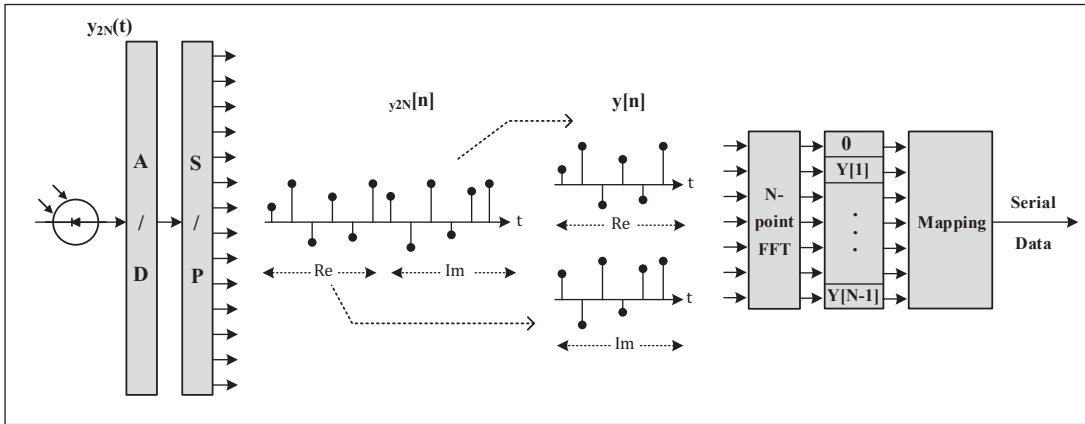 y2N(t)
A
/
D
S
/
P
y2N[n]
t
Re
Im
y[n]
t
Re
t
Im
N-
point
FFT
0
Y[1]
Y[N-1]
Mapping
Serial
Data